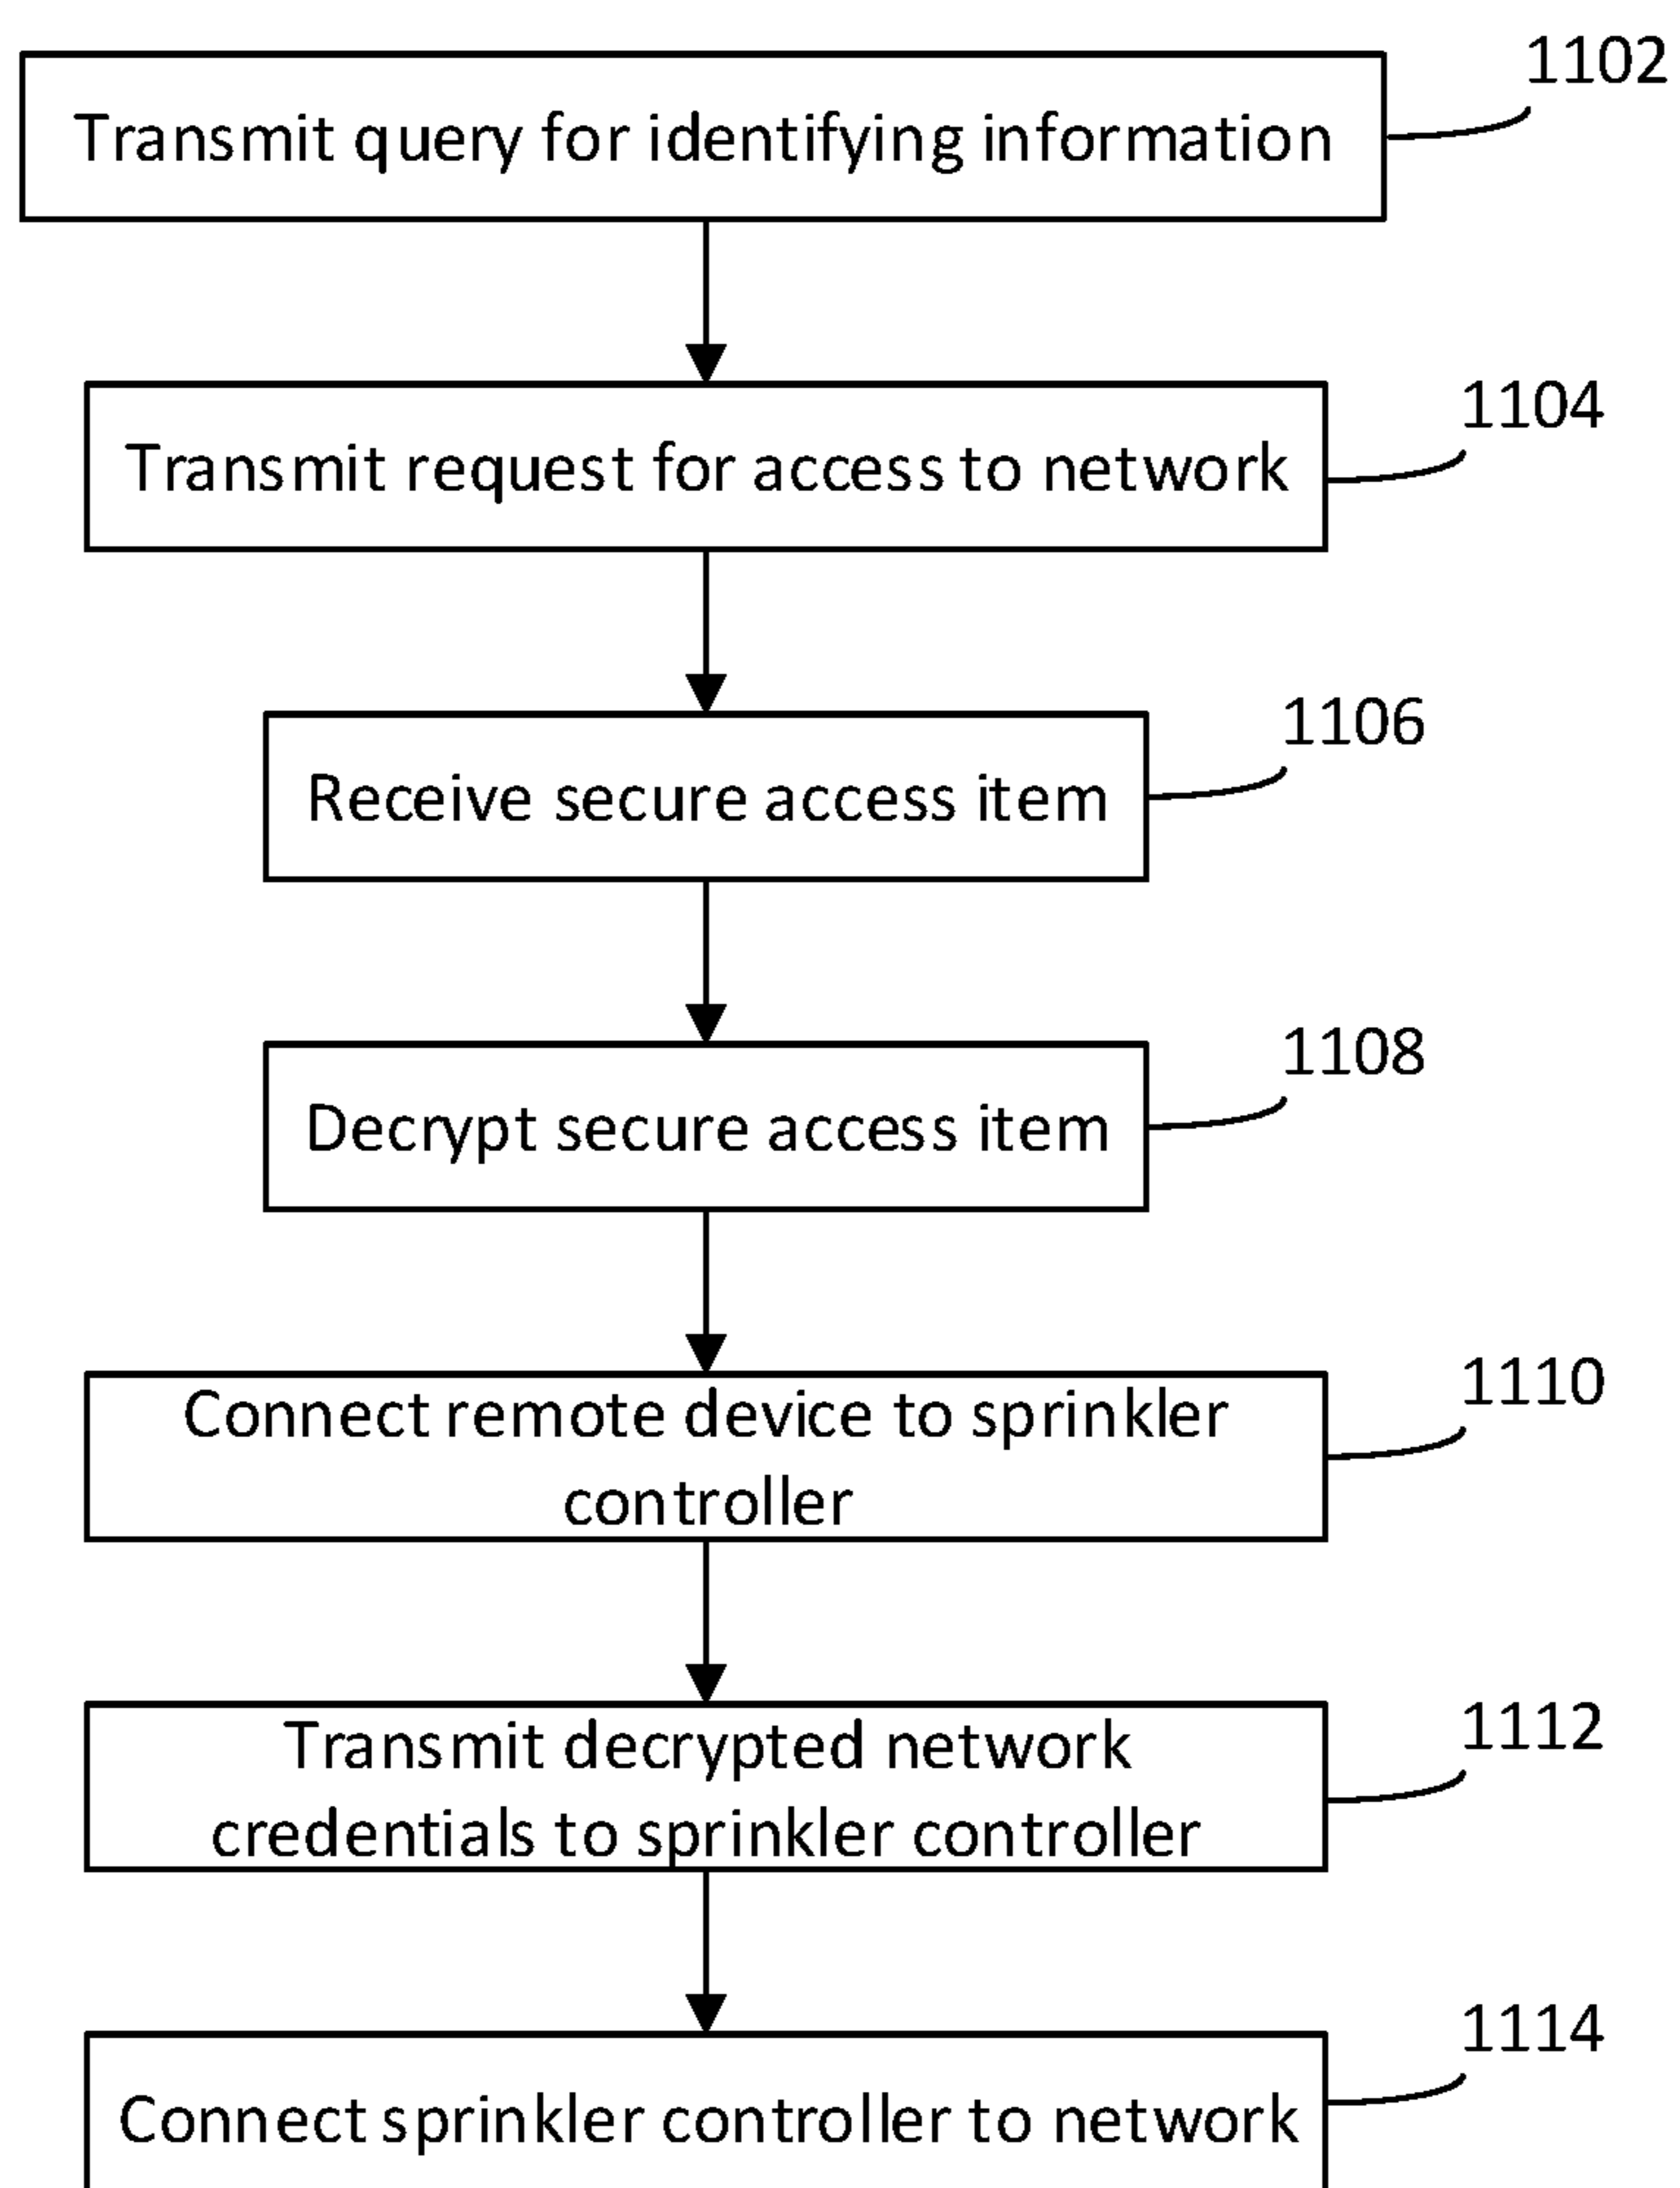 1102
Transmit query for identifying information
1104
Transmit request for access to network
1106
Receive secure access item
1108
Decrypt secure access item
1110
Connect remote device to sprinkler
controller
1112
Transmit decrypted network
credentials to sprinkler controller
1114
Connect sprinkler controller to network